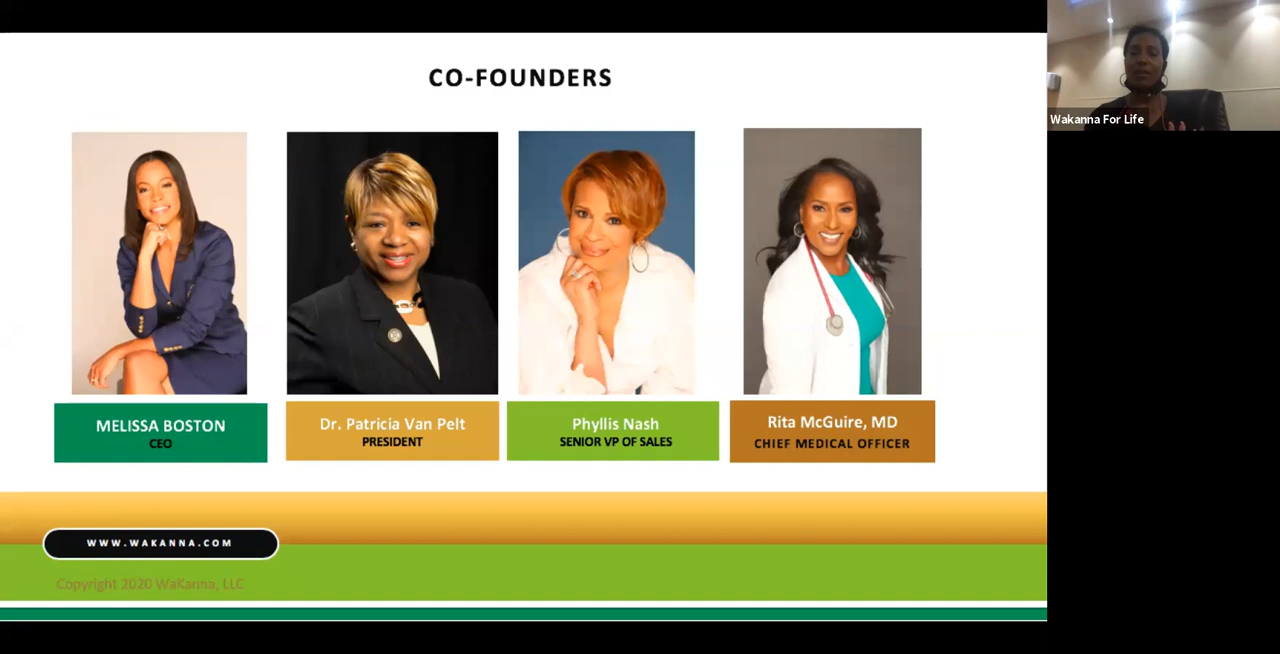 CO-FOUNDERS
Wakanna For Life
MELISSA BOSTON
CEO
Dr. Patricia Van Pelt
PRESIDENT
Phyllis Nash
SENIOR VP OF SALES
Rita McGuire, MD
CHIEF MEDICAL OFFICER
WWW.WAKANNA.COM
Copyright 2020 WaKanna, LLC